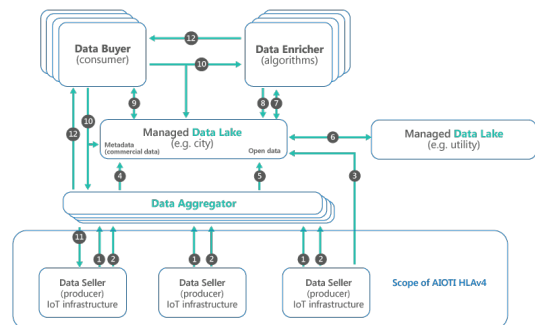 12
Data Buyer
(consumer)
Data Enricher
(algorithms)
10
12
10
9
8
7
Managed Data Lake
(e.g. city)
Metadata
(commercial data)
Open data
6
Managed Data Lake
(e.g. utility)
4
5
3
Data Aggregator
11
1
2
1
2
1
2
Data Seller
(producer)
IoT infrastructure
Data Seller
(producer)
IoT infrastructure
Data Seller
(producer)
IoT infrastructure
Scope of AIOTI HLAv4